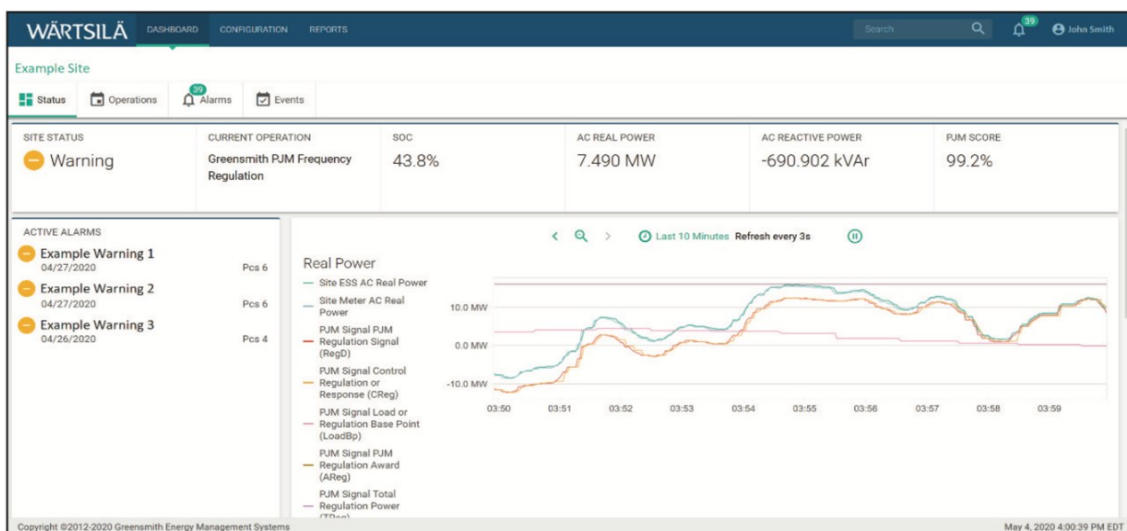 WÄRTSILÄ DASHBOARD CONFIGURATION REPORTS Search 39 John Smith
Example Site
Status Operations 39 Alarms Events
SITE STATUS
Warning
CURRENT OPERATION
Greensmith PJM Frequency
Regulation
SOC
43.8%
AC REAL POWER
7.490 MW
AC REACTIVE POWER
-690.902 kVAr
PJM SCORE
99.2%
ACTIVE ALARMS
Example Warning 1
04/27/2020 Pcs 6
Example Warning 2
04/27/2020 Pcs 6
Example Warning 3
04/26/2020 Pcs 4
Last 10 Minutes Refresh every 3s
Real Power
Site ESS AC Real Power
Site Meter AC Real
Power
PJM Signal PJM
Regulation Signal
(RegD)
PJM Signal Control
Regulation or
Response (CReg)
PJM Signal Load or
Regulation Base Point
(LoadBp)
PJM Signal PJM
Regulation Award
(AReg)
PJM Signal Total
Regulation Power
(TReg)
10.0 MW
0.0 MW
-10.0 MW
03:50 03:51 03:52 03:53 03:54 03:55 03:56 03:57 03:58 03:59
Copyright ©2012-2020 Greensmith Energy Management Systems May 4, 2020 4:00:39 PM EDT